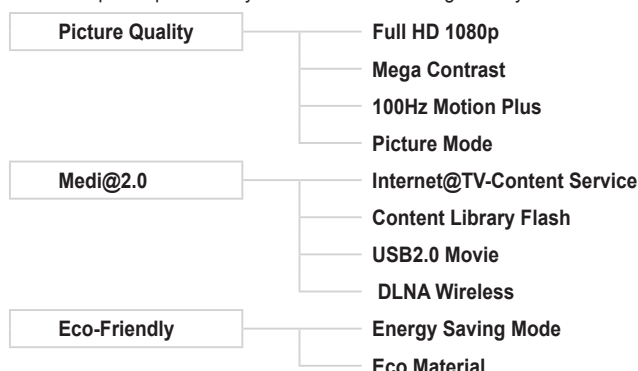 Picture Quality Full HD 1080p
Mega Contrast
100Hz Motion Plus
Picture Mode
Medi@2.0 Internet@TV-Content Service
Content Library Flash
USB2.0 Movie
DLNA Wireless
Eco-Friendly Energy Saving Mode
Eco Material